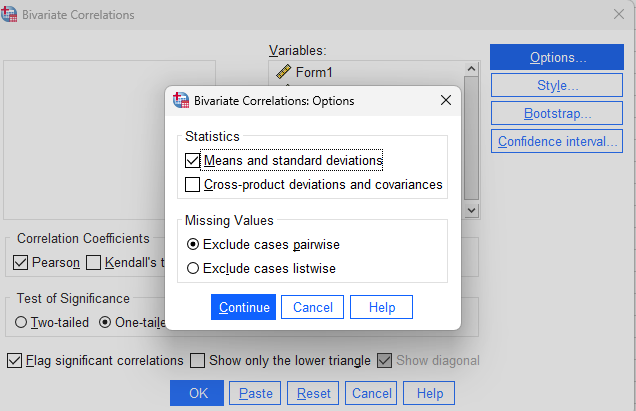 Bivariate Correlations
Variables:
Form1
Options...
Style...
Bootstrap...
Confidence interval...
Bivariate Correlations: Options
Statistics
Means and standard deviations
Cross-product deviations and covariances
Missing Values
Exclude cases pairwise
Exclude cases listwise
Continue Cancel Help
Correlation Coefficients
Pearson Kendall's t
Test of Significance
Two-tailed One-taile
Flag significant correlations Show only the lower triangle Show diagonal
OK Paste Reset Cancel Help